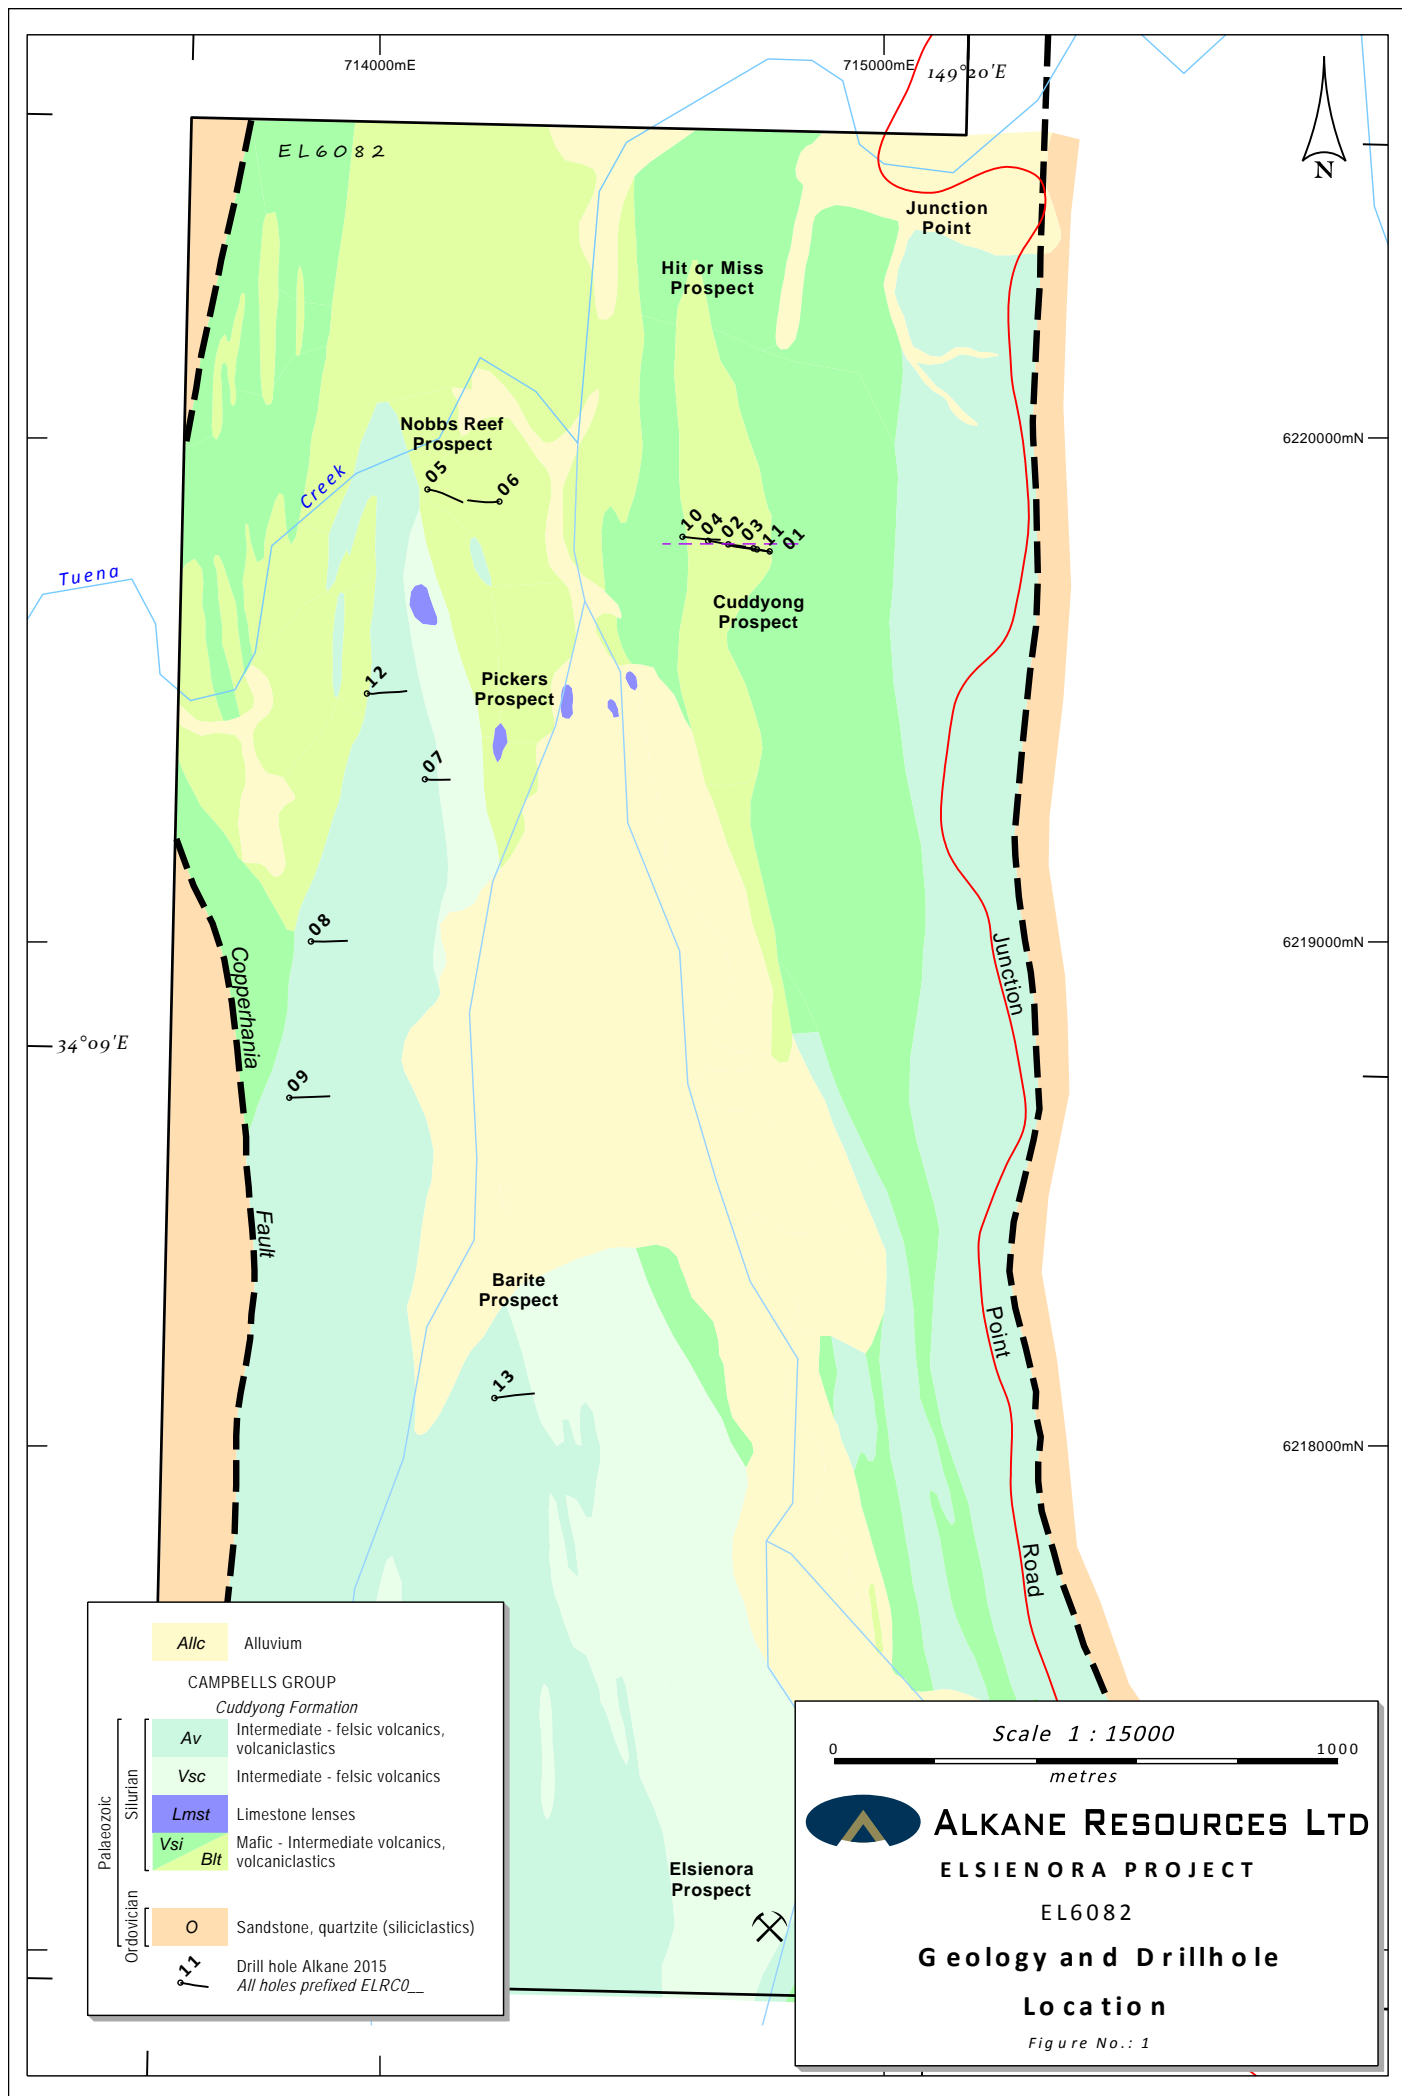 714000mE
715000mE
149°20'E
EL6082
N
Junction
Point
Hit or Miss
Prospect
Nobbs Reef
Prospect
6220000mN
05
06
Creek
10
04
02
03
11
01
Tuena
Cuddyong
Prospect
12
Pickers
Prospect
07
08
6219000mN
Copperhania
Junction
34°09'E
09
Fault
Barite
Prospect
Point
13
6218000mN
Road
Allc Alluvium
CAMPBELLS GROUP
Cuddyong Formation
Palaeozoic
Silurian
Av Intermediate - felsic volcanics,
volcaniclastics
Vsc Intermediate - felsic volcanics
Lmst Limestone lenses
Vsi Blt Mafic - Intermediate volcanics,
volcaniclastics
Ordovician
O Sandstone, quartzite (siliciclastics)
11 Drill hole Alkane 2015
All holes prefixed ELRC0__
Elsienora
Prospect
Scale 1 : 15000
0 1000
metres
ALKANE RESOURCES LTD
ELSIENORA PROJECT
EL6082
Geology and Drillhole
Location
Figure No.: 1